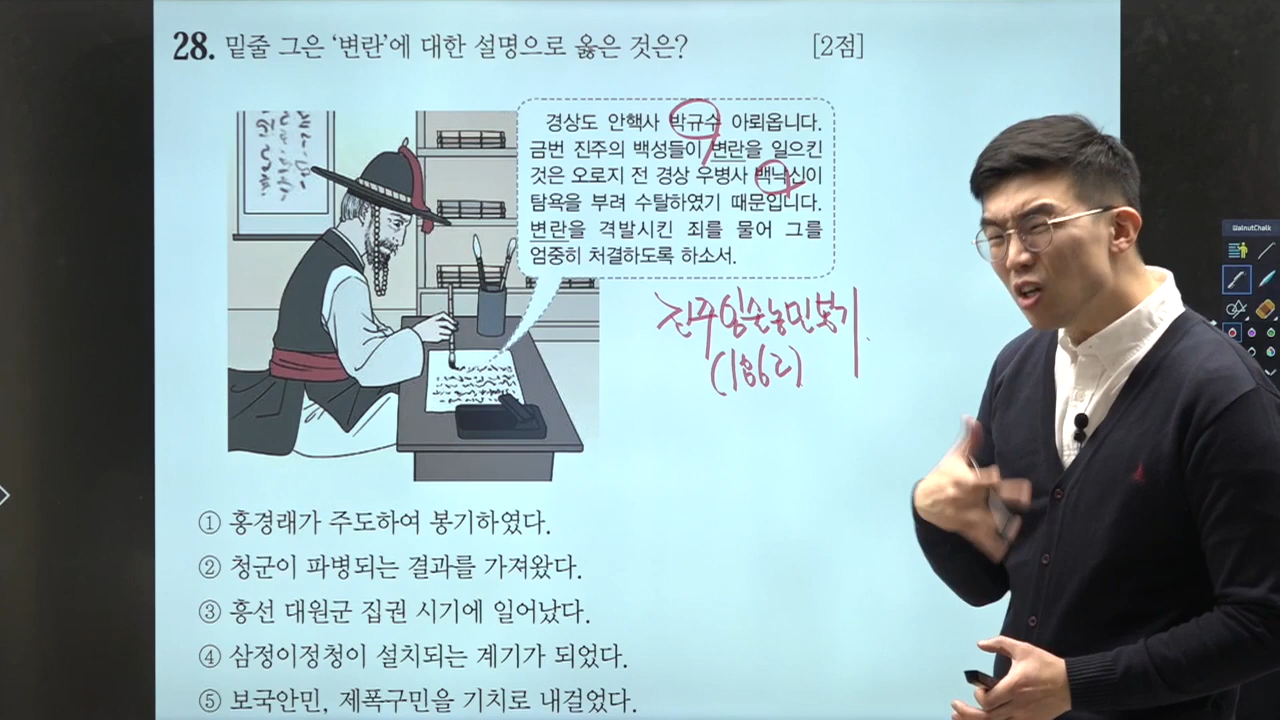 28. 밑줄 그은 '변란'에 대한 설명으로 옳은 것은? [2점]
경상도 안핵사 박규수 아뢰옵니다.
금번 진주의 백성들이 변란을 일으킨
것은 오로지 전 경상 우병사 백낙신이
탐욕을 부려 수탈하였기 때문입니다.
변란을 격발시킨 죄를 물어 그를
엄중히 처결하도록 하소서.
진주임술농민봉기
(1862)
① 홍경래가 주도하여 봉기하였다.
② 청군이 파병되는 결과를 가져왔다.
③ 흥선 대원군 집권 시기에 일어났다.
④ 삼정이정청이 설치되는 계기가 되었다.
⑤ 보국안민, 제폭구민을 기치로 내걸었다.
WalnutChalk